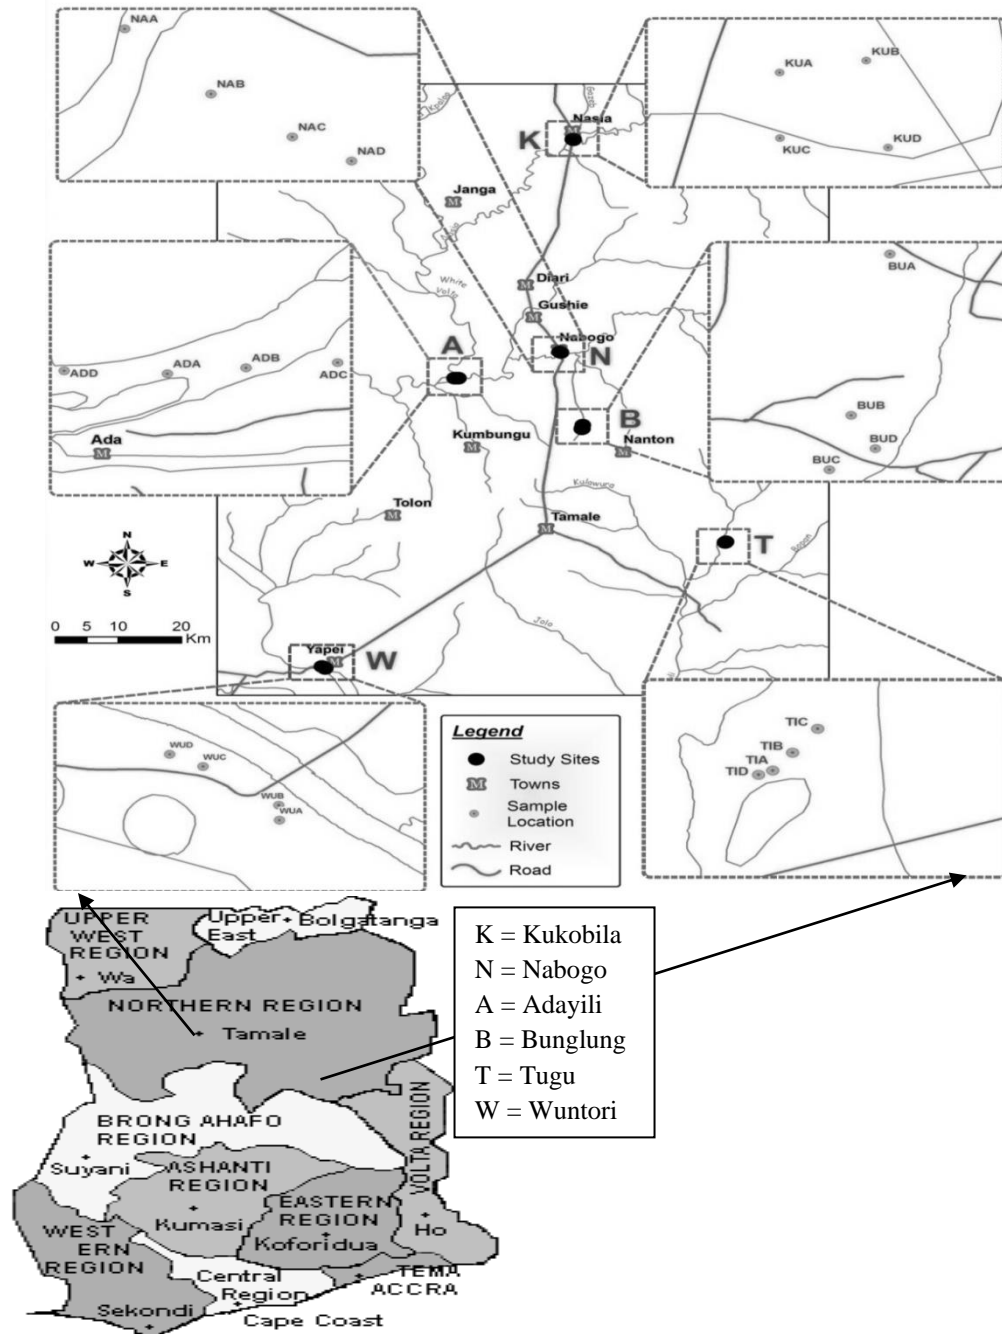 NAA
NAB
NAC
NAD
KUA
KUB
KUC
KUD
Nasia
K
Janga
White
Volta
Diari
Gushie
Nabogo
N
A
ADD
ADA
ADB
ADC
Ada
BUA
BUB
BUD
BUC
B
Kumbungu
Nanton
Tolon
Tamale
T
N
W E
S
0 5 10 20
Km
Jolo
Yapei
W
WUD
WUC
WUB
WUA
Legend
Study Sites
M Towns
Sample
Location
River
Road
TIC
TIB
TIA
TID
UPPER
WEST
REGION
Wa
Upper
East
Bolgatanga
NORTHERN REGION
Tamale
K = Kukobila
N = Nabogo
A = Adayili
B = Bunglung
T = Tugu
W = Wuntori
BRONG AHAFO
REGION
Suyani
ASHANTI
REGION
Kumasi
EASTERN
REGION
Koforidua
VOLTA REGION
Ho
WEST
ERN
REGION
Sekondi
Central
Region
Cape Coast
TEMA
ACCRA